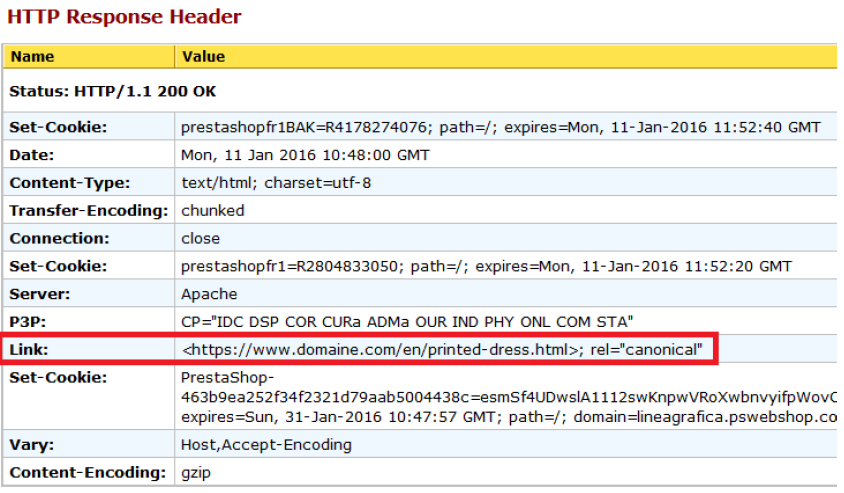 HTTP Response Header
Name Value
Status: HTTP/1.1 200 OK
Set-Cookie: prestashopfr1BAK=R4178274076; path=/; expires=Mon, 11-Jan-2016 11:52:40 GMT
Date: Mon, 11 Jan 2016 10:48:00 GMT
Content-Type: text/html; charset=utf-8
Transfer-Encoding: chunked
Connection: close
Set-Cookie: prestashopfr1=R2804833050; path=/; expires=Mon, 11-Jan-2016 11:52:20 GMT
Server: Apache
P3P: CP="IDC DSP COR CURa ADMa OUR IND PHY ONL COM STA"
Link: <https://www.domaine.com/en/printed-dress.html>; rel="canonical"
Set-Cookie: PrestaShop-
463b9ea252f34f2321d79aab5004438c=esmSf4UDwslA1112swKnpwVRoXwbnvyifpWovC
expires=Sun, 31-Jan-2016 10:47:57 GMT; path=/; domain=lineagrafica.pswebshop.co
Vary: Host,Accept-Encoding
Content-Encoding: gzip